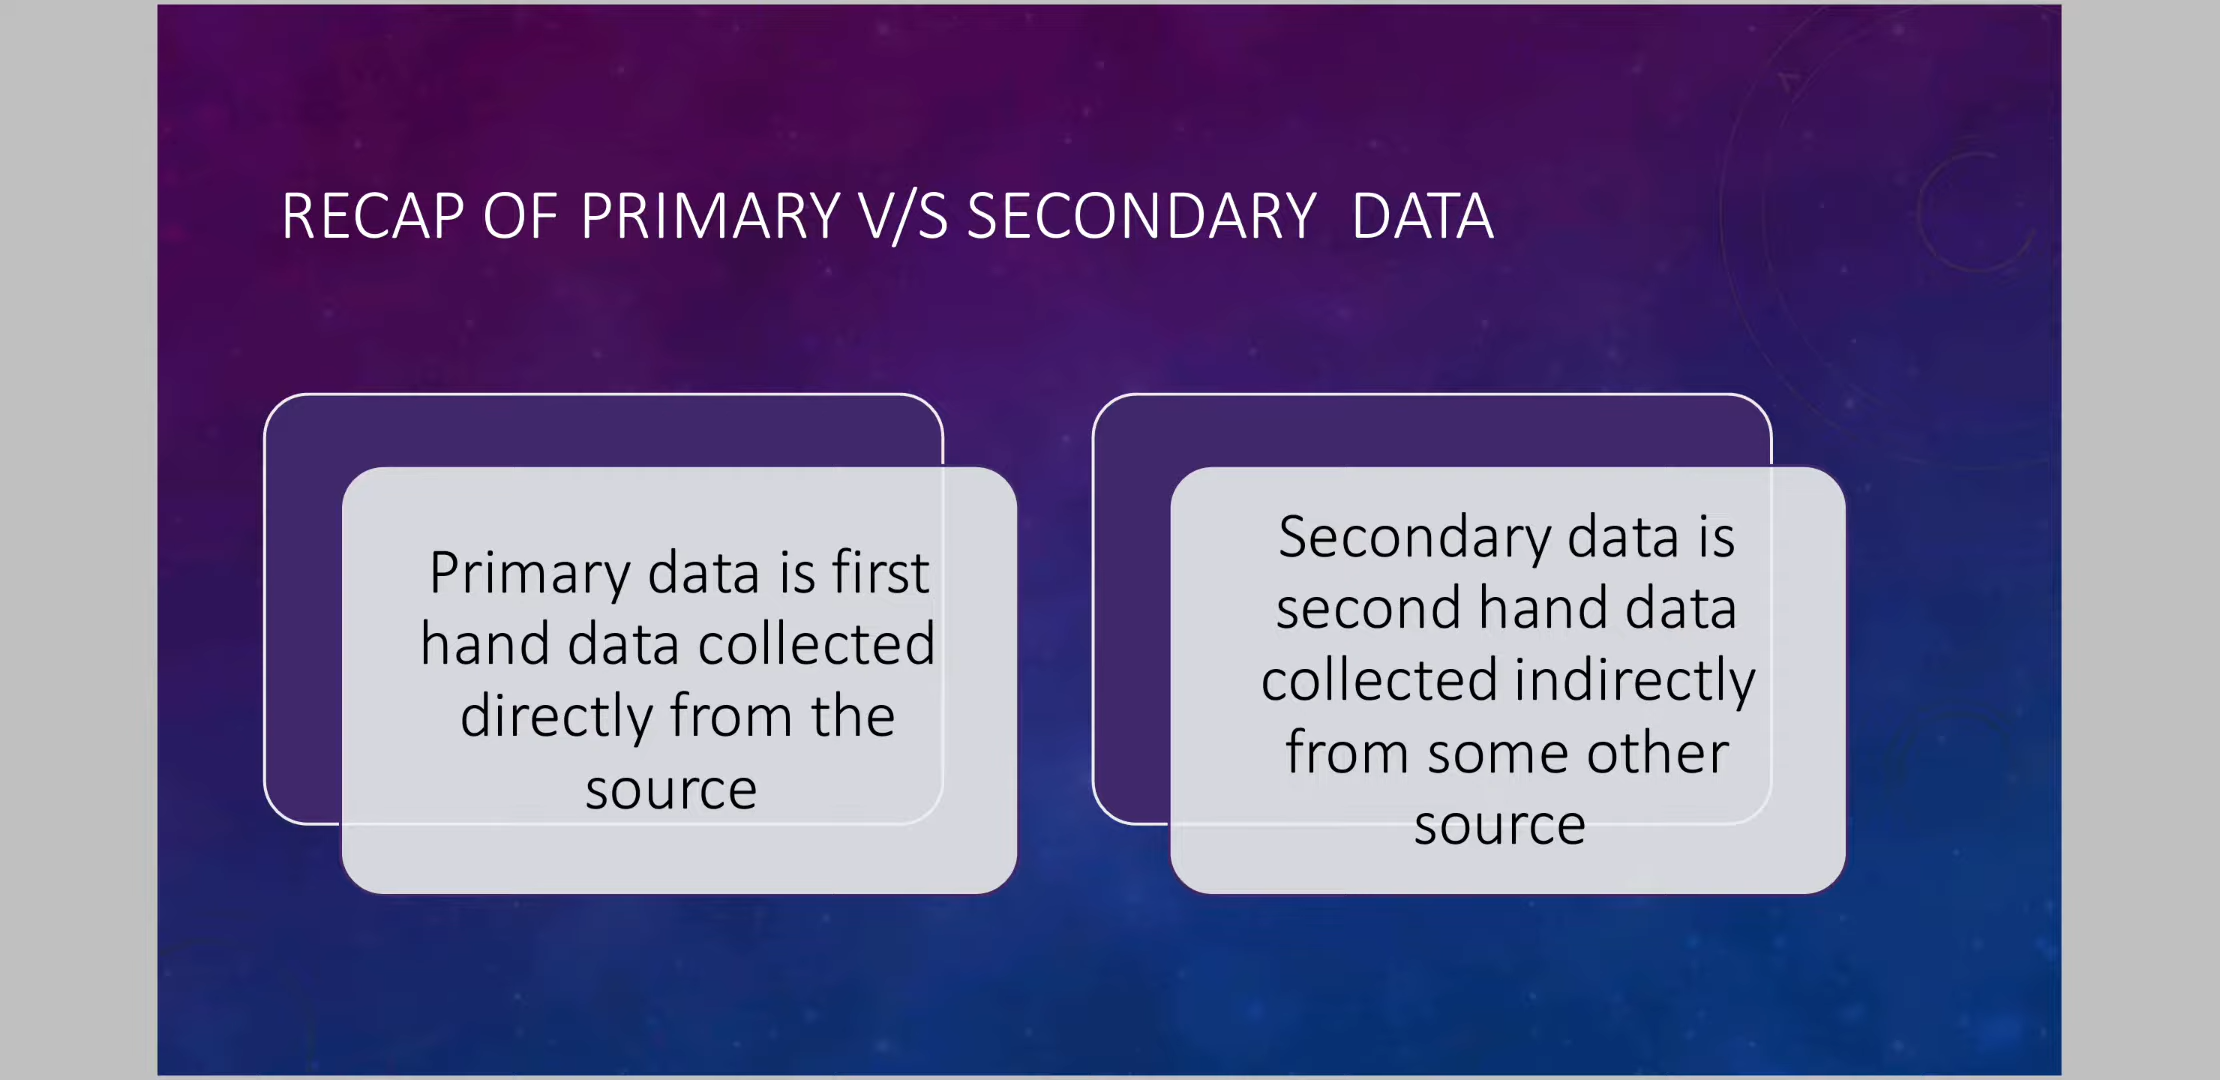 RECAP OF PRIMARY V/S SECONDARY DATA
Primary data is first
hand data collected
directly from the
source
Secondary data is
second hand data
collected indirectly
from some other
source